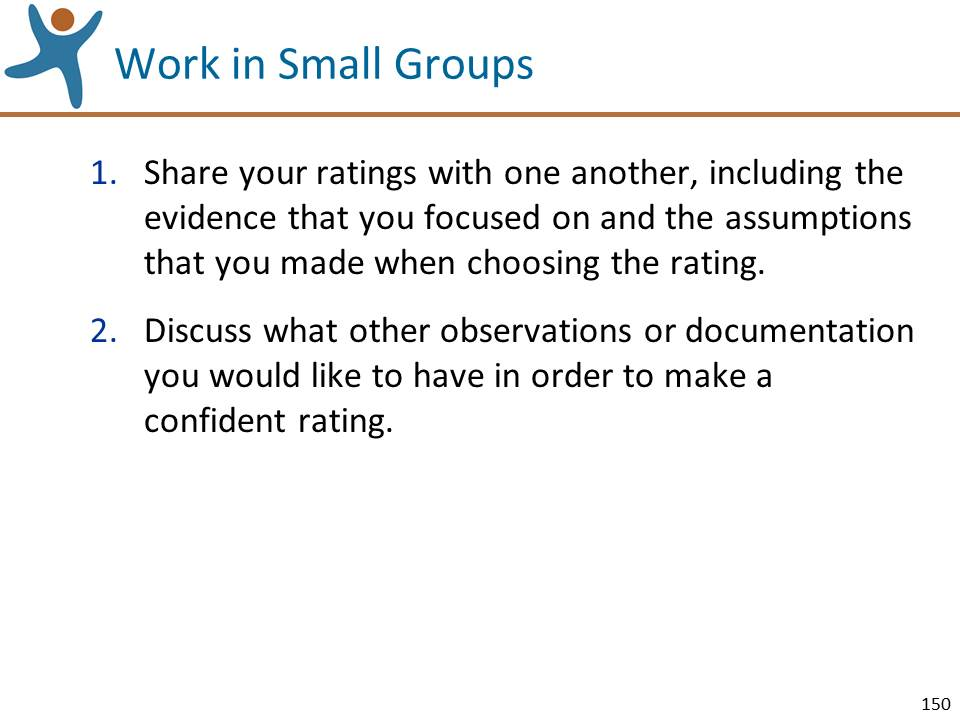 Work in Small Groups
1. Share your ratings with one another, including the
evidence that you focused on and the assumptions
that you made when choosing the rating.
2. Discuss what other observations or documentation
you would like to have in order to make a
confident rating.
150